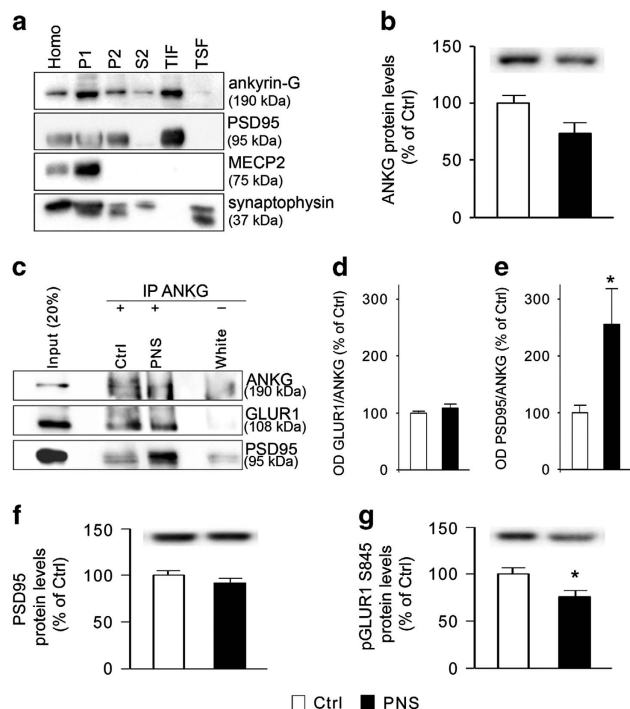 a
Homo
P1
P2
S2
TIF
TSF
ankyrin-G
(190 kDa)
PSD95
(95 kDa)
MECP2
(75 kDa)
synaptophysin
(37 kDa)
b
ANKG protein levels
(% of Ctrl)
150
100
50
0
c
IP ANKG
Input (20%)
+
+
−
Ctrl
PNS
White
ANKG
(190 kDa)
GLUR1
(108 kDa)
PSD95
(95 kDa)
d
OD GLUR1/ANKG (% of Ctrl)
300
200
100
0
e
OD PSD95/ANKG (% of Ctrl)
300
200
100
0
*
f
PSD95
protein levels
(% of Ctrl)
150
100
50
0
g
pGLUR1 S845
protein levels
(% of Ctrl)
150
100
50
0
*
Ctrl
PNS